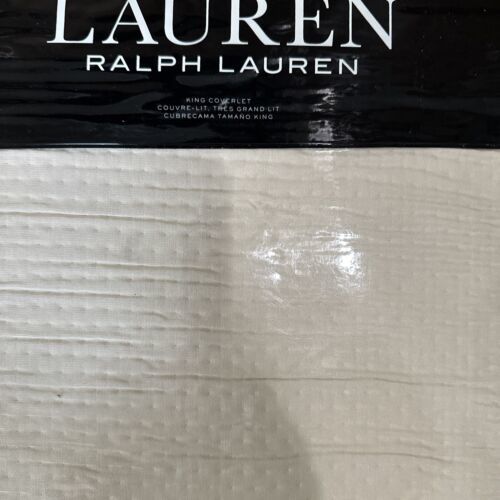 LAUREN
RALPH LAUREN
KING COVERLET
COUVRE-LIT, TRÈS GRAND LIT
CUBRECAMA TAMAÑO KING